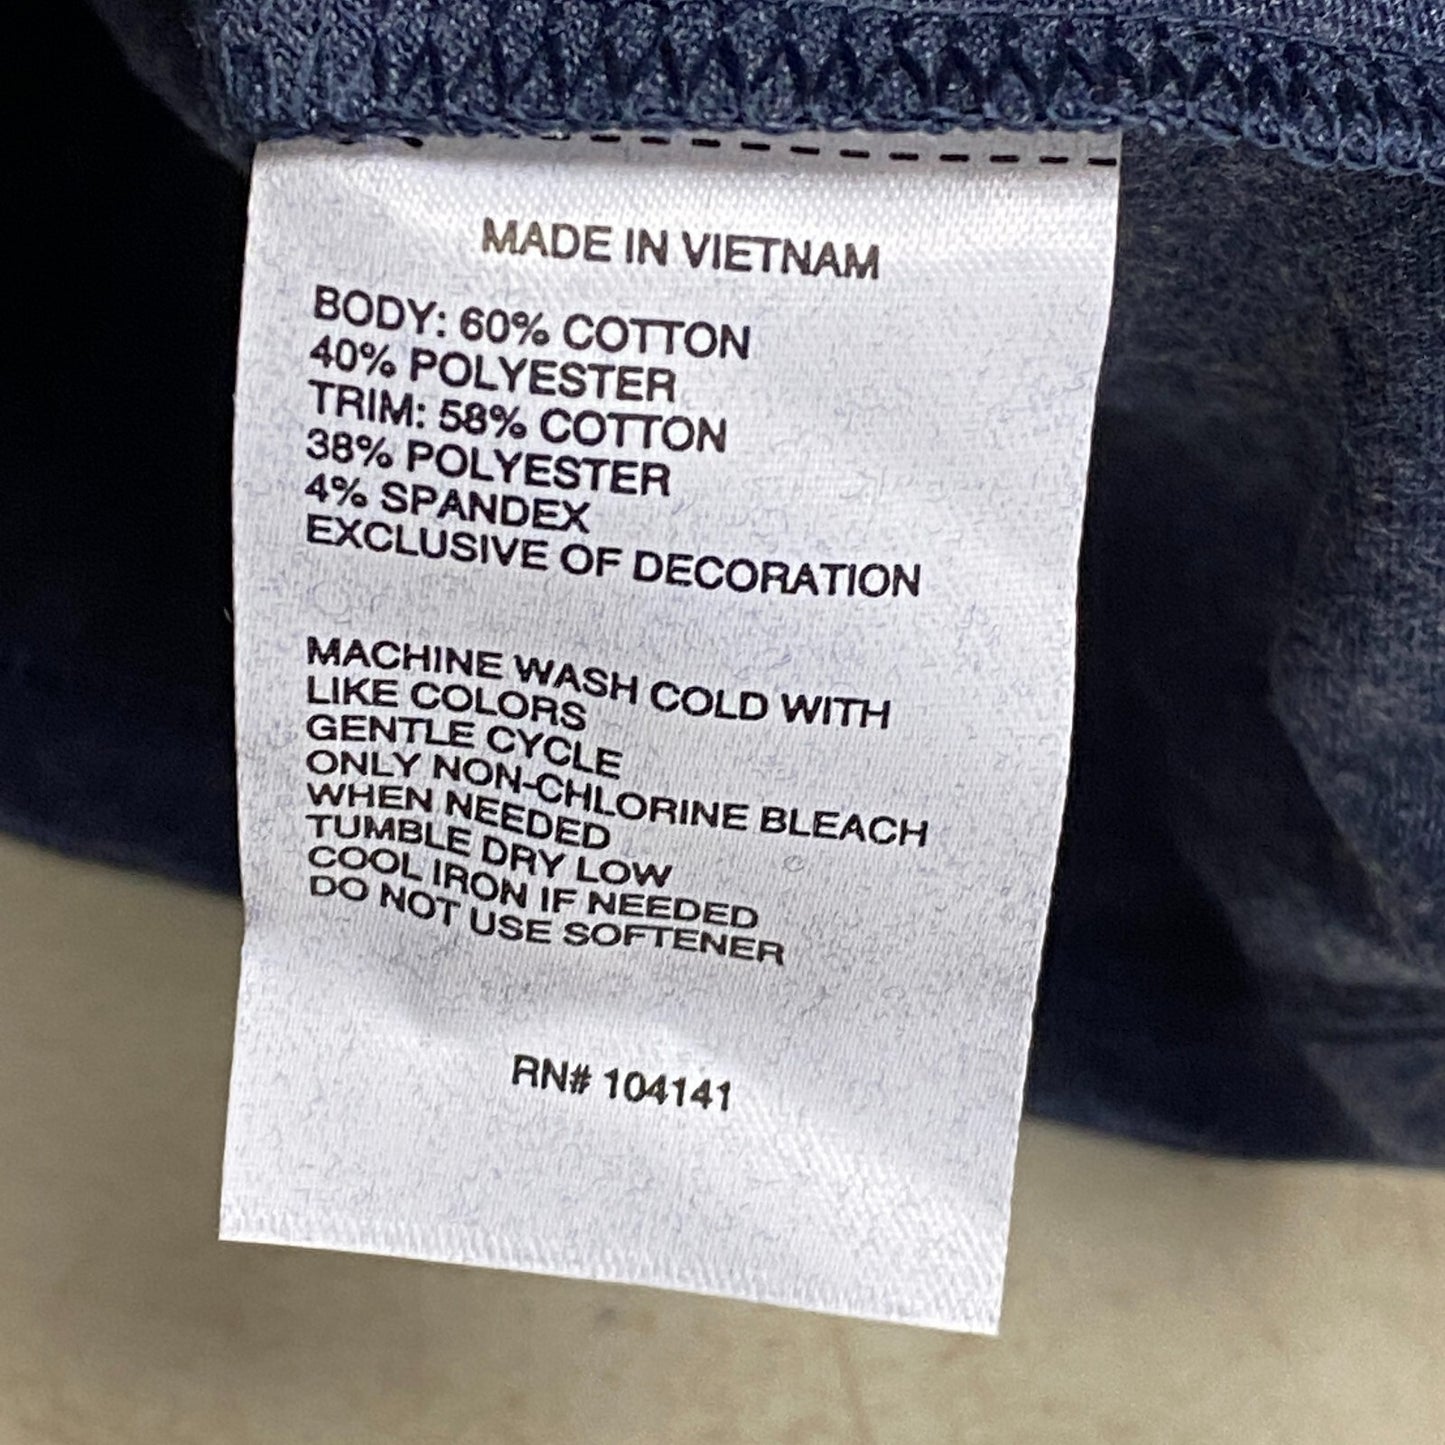 MADE IN VIETNAM
BODY: 60% COTTON
40% POLYESTER
TRIM: 58% COTTON
38% POLYESTER
4% SPANDEX
EXCLUSIVE OF DECORATION
MACHINE WASH COLD WITH
LIKE COLORS
GENTLE CYCLE
ONLY NON-CHLORINE BLEACH
WHEN NEEDED
TUMBLE DRY LOW
COOL IRON IF NEEDED
DO NOT USE SOFTENER
RN# 104141